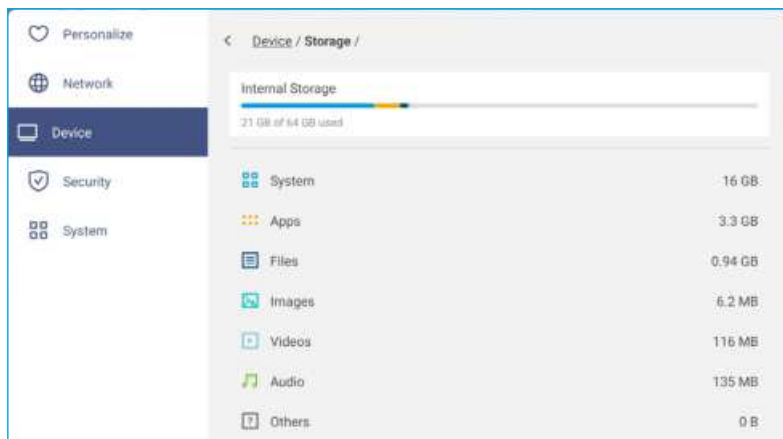 Personalize
Network
Device
Security
System
< Device / Storage /
Internal Storage
21 GB of 64 GB used
System 16 GB
Apps 3.3 GB
Files 0.94 GB
Images 6.2 MB
Videos 116 MB
Audio 135 MB
? Others 0 B